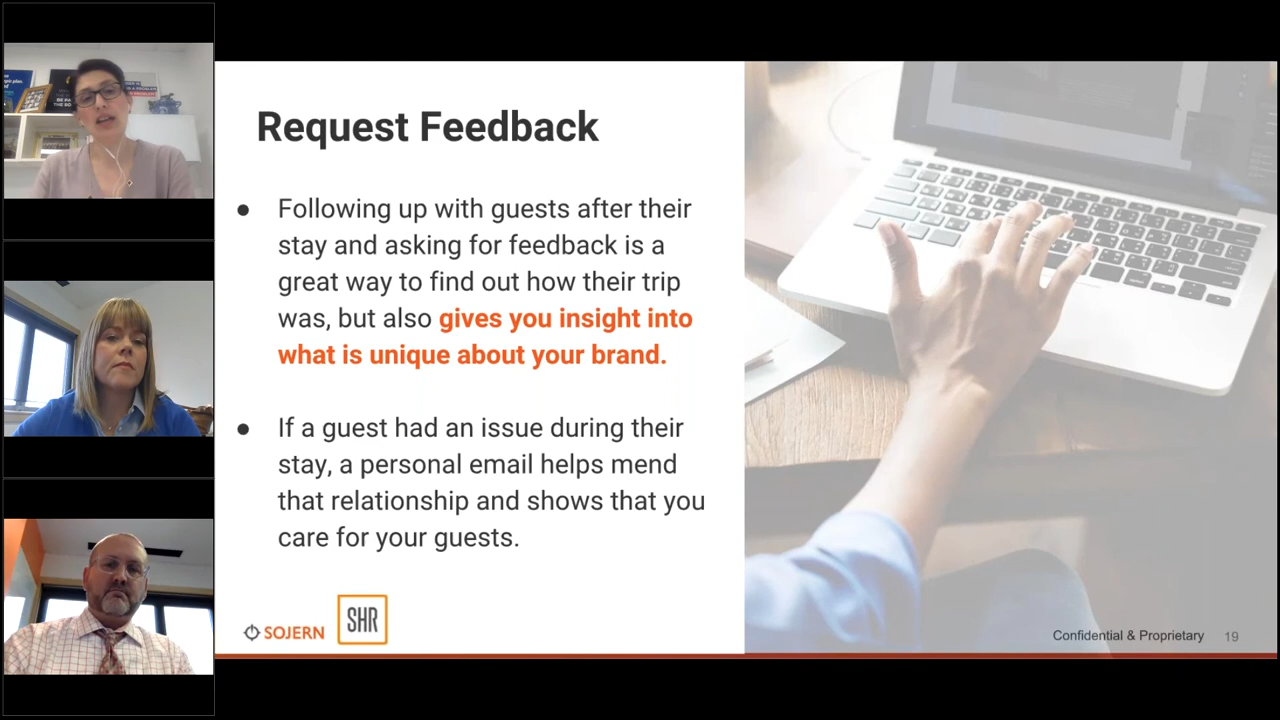 Request Feedback
● Following up with guests after their
stay and asking for feedback is a
great way to find out how their trip
was, but also gives you insight into
what is unique about your brand.
● If a guest had an issue during their
stay, a personal email helps mend
that relationship and shows that you
care for your guests.
SOJERN
SHR
Confidential & Proprietary 19